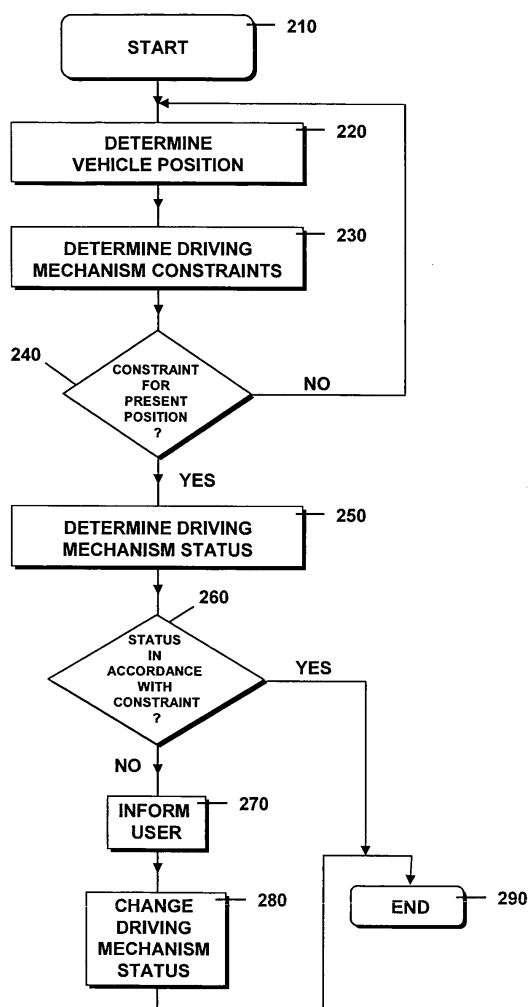 START
210
DETERMINE
VEHICLE POSITION
220
DETERMINE DRIVING
MECHANISM CONSTRAINTS
230
240
CONSTRAINT
FOR
PRESENT
POSITION
?
NO
YES
DETERMINE DRIVING
MECHANISM STATUS
250
260
STATUS
IN
ACCORDANCE
WITH
CONSTRAINT
?
YES
NO
INFORM
USER
270
CHANGE
DRIVING
MECHANISM
STATUS
280
END
290